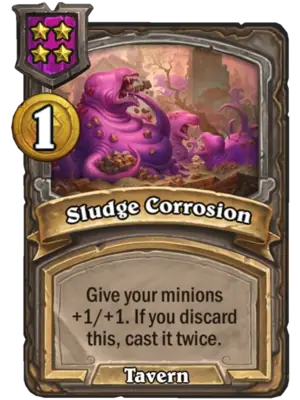 1
Sludge Corrosion
Give your minions
+1/+1. If you discard
this, cast it twice.
Tavern